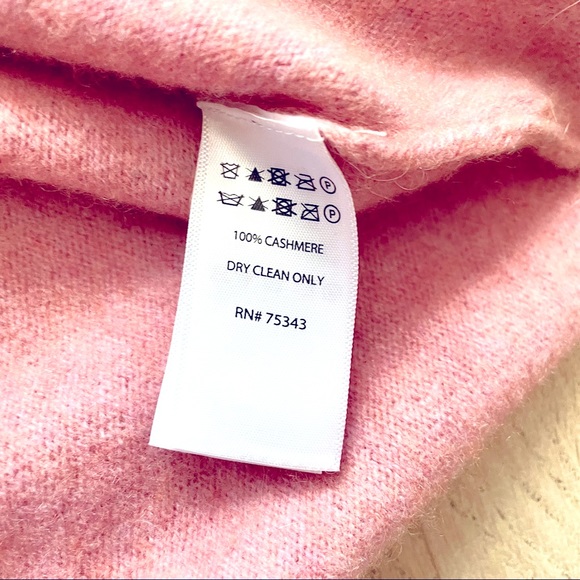 P
P
100% CASHMERE
DRY CLEAN ONLY
RN# 75343